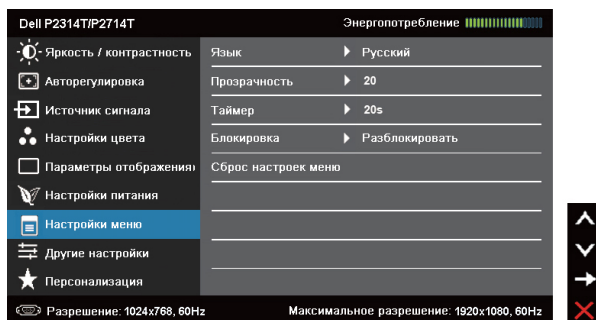 Dell P2314T/P2714T Энергопотребление
Яркость / контрастность Язык Русский
Авторегулировка Прозрачность 20
Источник сигнала Таймер 20s
Настройки цвета Блокировка Разблокировать
Параметры отображения Сброс настроек меню
Настройки питания
Настройки меню
Другие настройки
Персонализация
Разрешение: 1024x768, 60Hz Максимальное разрешение: 1920x1080, 60Hz